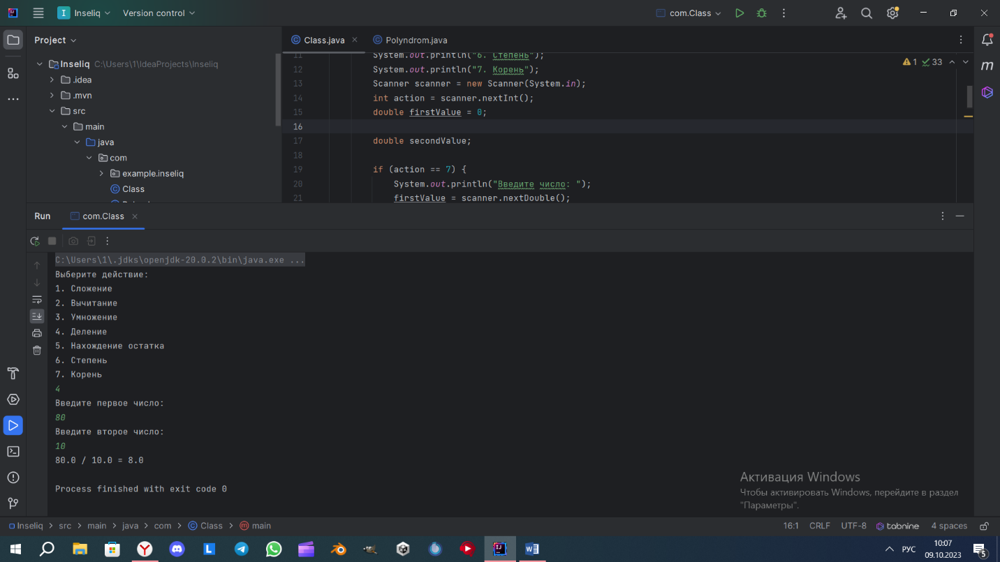 I Inseliq Version control com.Class
Project
Class.java Polyndrom.java
Inseliq C:\Users\1\IdeaProjects\Inseliq
.idea
.mvn
src
main
java
com
example.inseliq
Class
11 System.out.println("6. Степень");
12 System.out.println("7. Корень");
13 Scanner scanner = new Scanner(System.in);
14 int action = scanner.nextInt();
15 double firstValue = 0;
16
17 double secondValue;
18
19 if (action == 7) {
20 System.out.println("Введите число: ");
21 firstValue = scanner.nextDouble();
1 33
m
Run com.Class
C:\Users\1\.jdks\openjdk-20.0.2\bin\java.exe ...
Выберите действие:
1. Сложение
2. Вычитание
3. Умножение
4. Деление
5. Нахождение остатка
6. Степень
7. Корень
4
Введите первое число:
80
Введите второе число:
10
80.0 / 10.0 = 8.0
Process finished with exit code 0
Активация Windows
Чтобы активировать Windows, перейдите в раздел
"Параметры".
Inseliq > src > main > java > com > Class > main
16:1 CRLF UTF-8 tabnine 4 spaces
РУС
10:07
09.10.2023
5